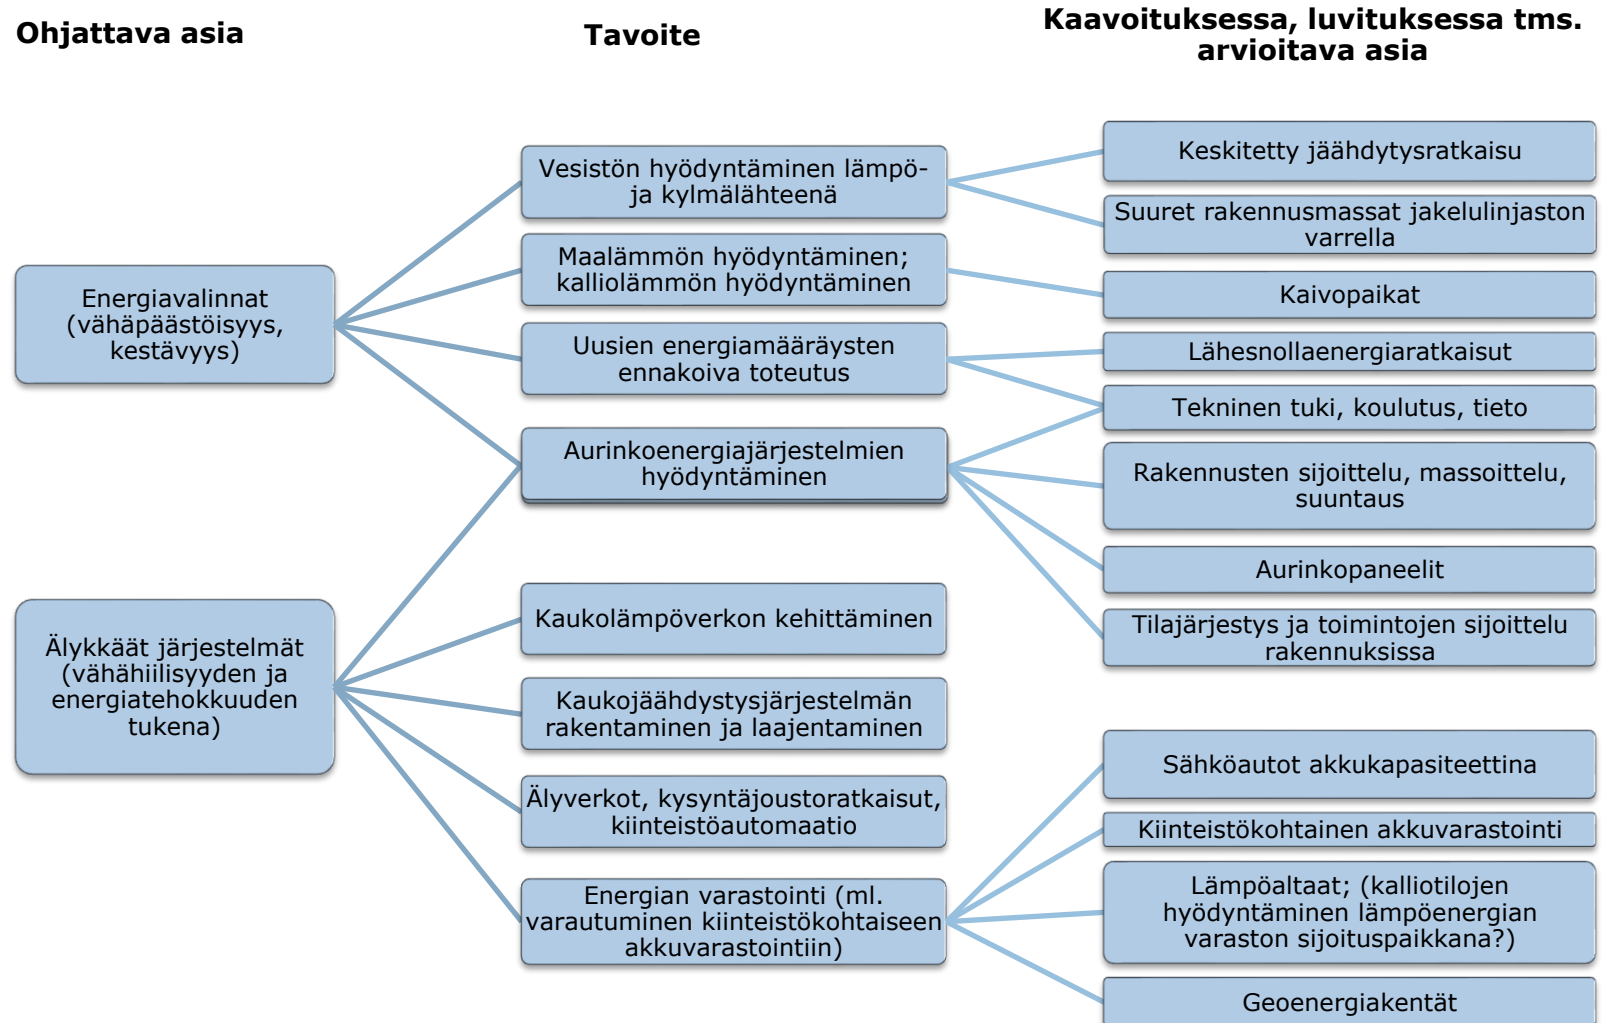 Ohjattava asia
Tavoite
Kaavoituksessa, luvituksessa tms.
arvioitava asia
Energiavalinnat
(vähäpäästöisyys,
kestävyys)
Älykkäät järjestelmät
(vähähiilisyyden ja
energiatehokkuuden
tukena)
Vesistön hyödyntäminen lämpö-
ja kylmälähteenä
Maalämmön hyödyntäminen;
kalliolämmön hyödyntäminen
Uusien energiamääräysten
ennakoiva toteutus
Aurinkoenergiajärjestelmien
hyödyntäminen
Kaukolämpöverkon kehittäminen
Kaukojäähdystysjärjestelmän
rakentaminen ja laajentaminen
Älyverkot, kysyntäjoustoratkaisut,
kiinteistöautomaatio
Energian varastointi (ml.
varautuminen kiinteistökohtaiseen
akkuvarastointiin)
Keskitetty jäähdytysratkaisu
Suuret rakennusmassat jakelulinjaston
varrella
Kaivopaikat
Lähesnollaenergiaratkaisut
Tekninen tuki, koulutus, tieto
Rakennusten sijoittelu, massoittelu,
suuntaus
Aurinkopaneelit
Tilajärjestys ja toimintojen sijoittelu
rakennuksissa
Sähköautot akkukapasiteettina
Kiinteistökohtainen akkuvarastointi
Lämpöaltaat; (kalliotilojen
hyödyntäminen lämpöenergian
varaston sijoituspaikkana?)
Geoenergiakentät